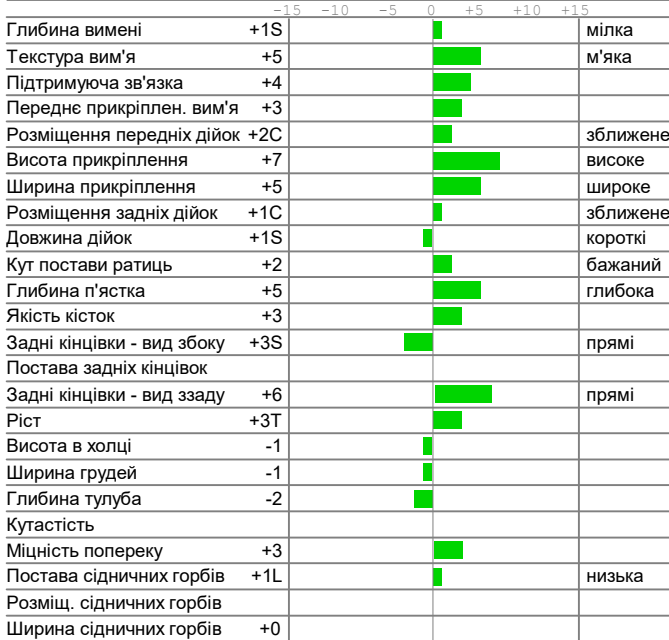 -15 -10 -5 0 +5 +10 +15
Глибина вимені +1S мілка
Текстура вим'я +5 м'яка
Підтримуюча зв'язка +4
Переднє прикріплен. вим'я +3
Розміщення передніх дійок +2C зближене
Висота прикріплення +7 високе
Ширина прикріплення +5 широке
Розміщення задніх дійок +1C зближене
Довжина дійок +1S короткі
Кут постави ратиць +2 бажаний
Глибина п'ястка +5 глибока
Якість кісток +3
Задні кінцівки - вид збоку +3S прямі
Постава задніх кінцівок
Задні кінцівки - вид ззаду +6 прямі
Ріст +3T
Висота в холці -1
Ширина грудей -1
Глибина тулуба -2
Кутастість
Міцність попереку +3
Постава сідничних горбів +1L низька
Розміщ. сідничних горбів
Ширина сідничних горбів +0